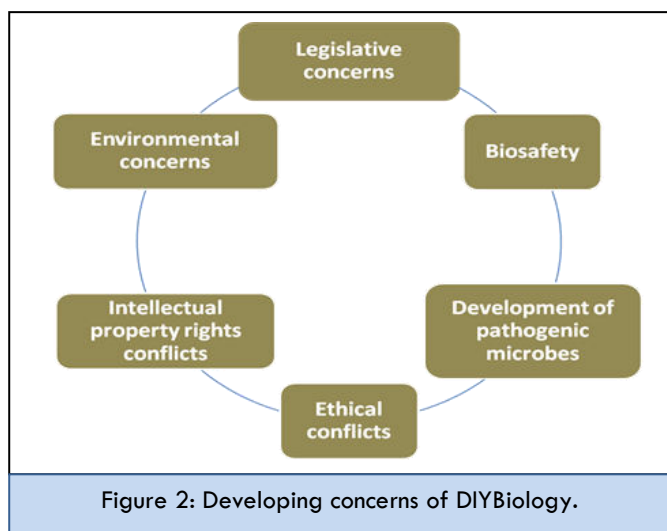 Legislative
concerns
Biosafety
Development of
pathogenic
microbes
Ethical
conflicts
Intellectual
property rights
conflicts
Environmental
concerns
Figure 2: Developing concerns of DIYBiology.